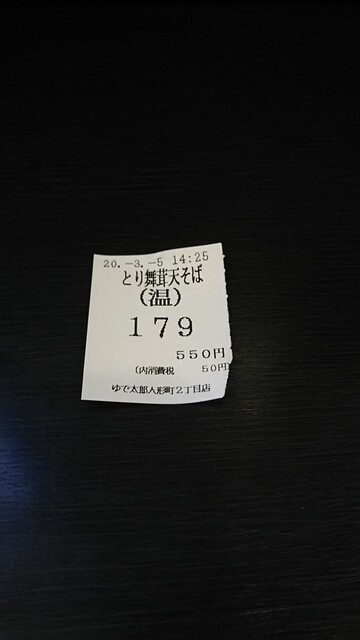 20.-3.-5 14:25
とり舞茸天そば
(温)
179
550円
(内消費税 50円
ゆで太郎人形町2丁目店